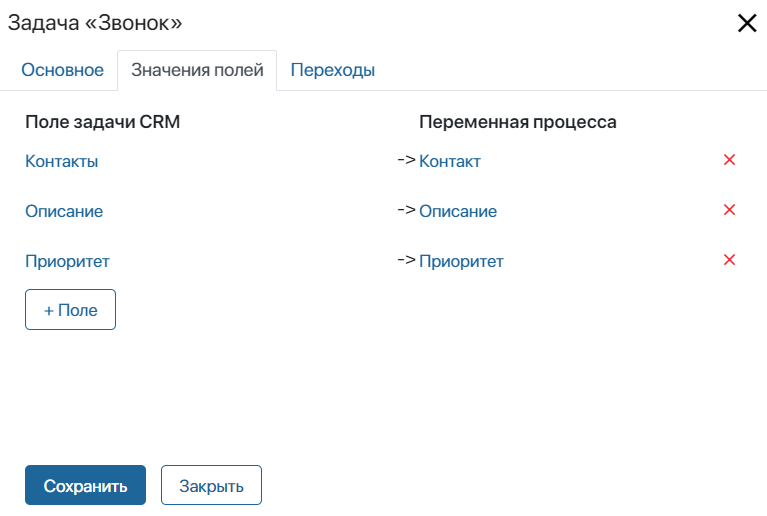 Задача «Звонок»
Основное Значения полей Переходы
Поле задачи CRM Переменная процесса
Контакты -> Контакт
Описание -> Описание
Приоритет -> Приоритет
+ Поле
Сохранить Закрыть